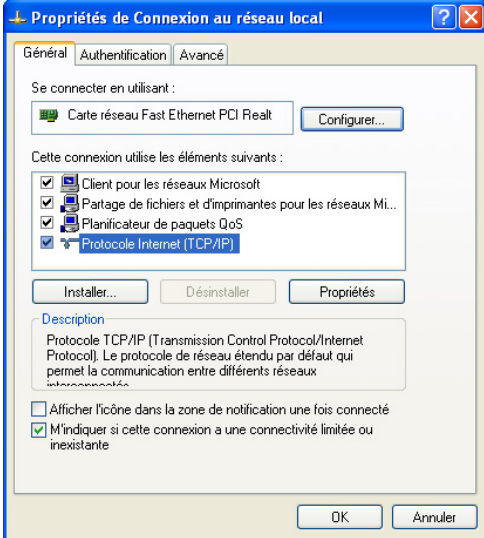 Propriétés de Connexion au réseau local
Général Authentification Avancé
Se connecter en utilisant :
Carte réseau Fast Ethernet PCI Realt
Configurer...
Cette connexion utilise les éléments suivants :
Client pour les réseaux Microsoft
Partage de fichiers et d'imprimantes pour les réseaux Mi...
Planificateur de paquets QoS
Protocole Internet (TCP/IP)
Installer... Désinstaller Propriétés
Description
Protocole TCP/IP (Transmission Control Protocol/Internet
Protocol). Le protocole de réseau étendu par défaut qui
permet la communication entre différents réseaux
interconnectés
Afficher l'icône dans la zone de notification une fois connecté
M'indiquer si cette connexion a une connectivité limitée ou
inexistante
OK Annuler